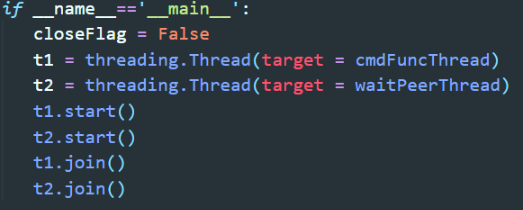 if __name__=='__main__':
    closeFlag = False
    t1 = threading.Thread(target = cmdFuncThread)
    t2 = threading.Thread(target = waitPeerThread)
    t1.start()
    t2.start()
    t1.join()
    t2.join()